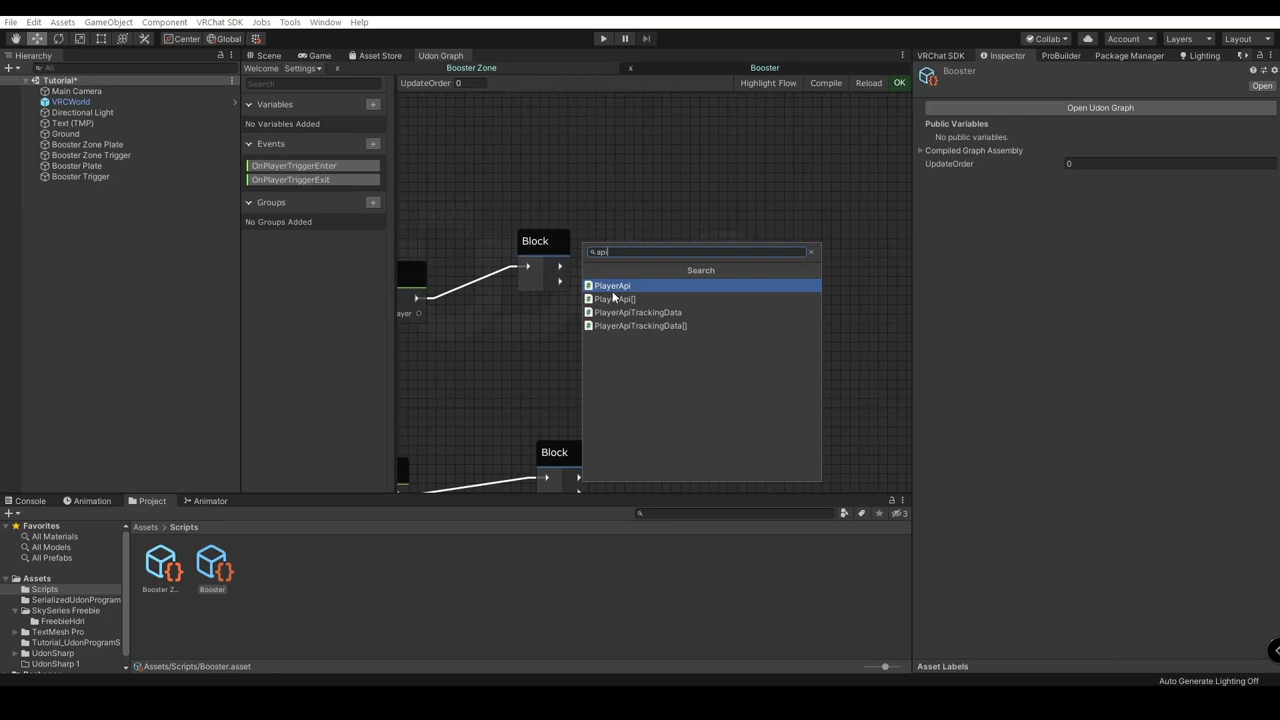 File Edit Assets GameObject Component VRChat SDK Jobs Tools Window Help
Center Global Collab Account Layers Layout
Hierarchy
Scene Game Asset Store Udon Graph
VRChat SDK Inspector ProBuilder Package Manager Lighting
All
Welcome Settings x Booster Zone x Booster
Booster
Open
Tutorial*
Main Camera
VRCWorld
Directional Light
Text (TMP)
Ground
Booster Zone Plate
Booster Zone Trigger
Booster Plate
Booster Trigger
Search
UpdateOrder 0
Highlight Flow Compile Reload OK
Variables +
No Variables Added
Events +
OnPlayerTriggerEnter
OnPlayerTriggerExit
Groups +
No Groups Added
Block
ayer
Block
api
Search
PlayerApi
PlayerApi[]
PlayerApiTrackingData
PlayerApiTrackingData[]
Open Udon Graph
Public Variables
No public variables.
Compiled Graph Assembly
UpdateOrder 0
Console Animation Project Animator
3
Favorites
All Materials
All Models
All Prefabs
Assets
Scripts
SerializedUdonProgram
SkySeries Freebie
FreebieHdri
TextMesh Pro
Tutorial_UdonProgramS
UdonSharp
UdonSharp 1
Assets > Scripts
Booster Z...
Booster
Assets/Scripts/Booster.asset
Asset Labels
Auto Generate Lighting Off